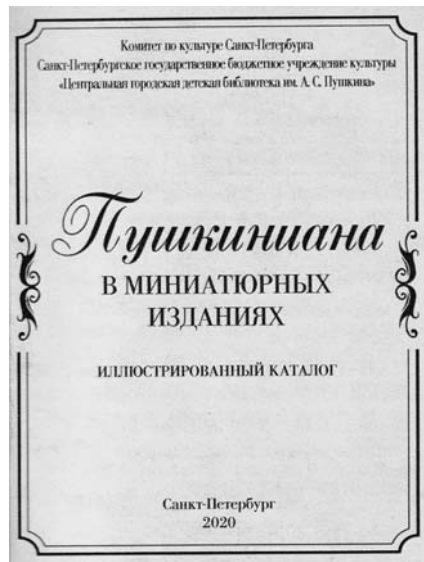 Комитет по культуре Санкт-Петербурга
Санкт-Петербургское государственное бюджетное учреждение культуры
«Центральная городская детская библиотека им. А. С. Пушкина»
Пушкиниана
В МИНИАТЮРНЫХ
ИЗДАНИЯХ
ИЛЛЮСТРИРОВАННЫЙ КАТАЛОГ
Санкт-Петербург
2020